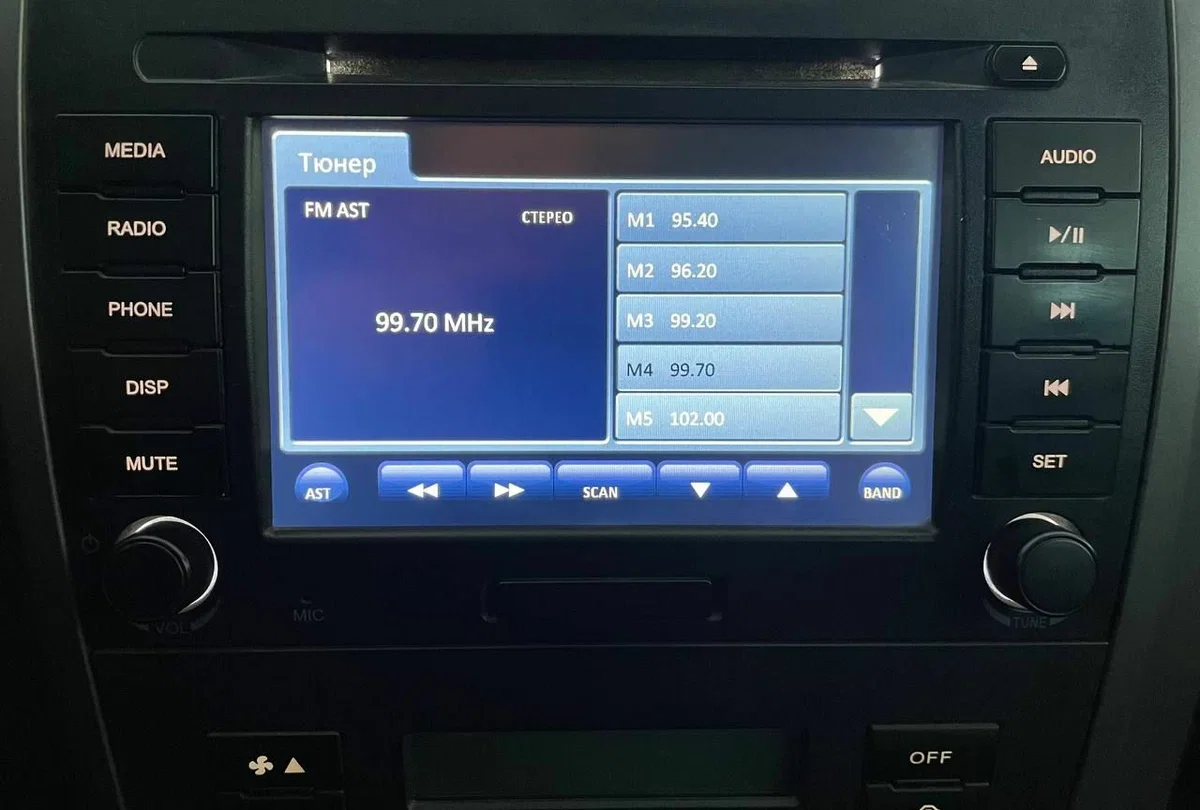 MEDIA
RADIO
PHONE
DISP
MUTE
VOL
MIC
Тюнер
FM AST
СТЕРЕО
99.70 MHz
M1 95.40
M2 96.20
M3 99.20
M4 99.70
M5 102.00
AST
SCAN
BAND
AUDIO
SET
TUNE
OFF